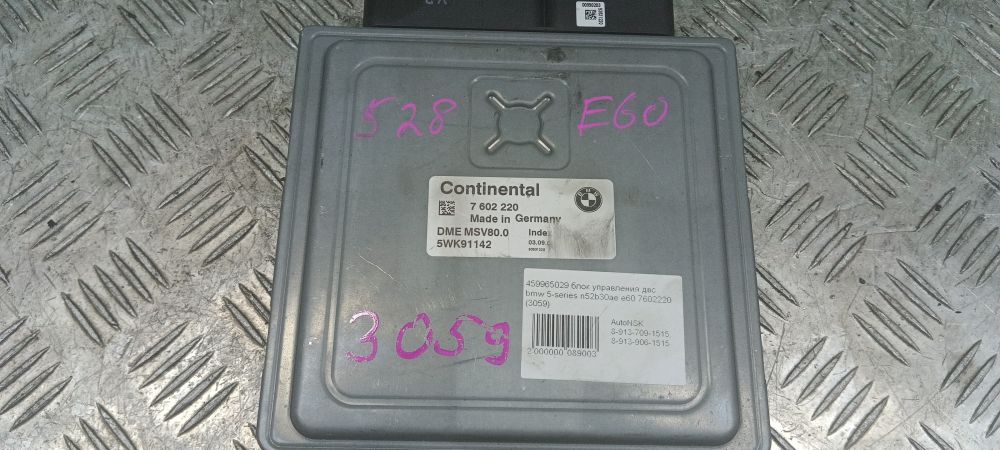 528 E60
Continental
7 602 220
Made in Germany
DME MSV80.0 Index
5WK91142 03.09.
459965029 блок управления двс
bmw 5-series n52b30ae e60 7602220
(3059)
AutoNSK
8-913-709-1515
8-913-906-1515
2 000000 089003
3059